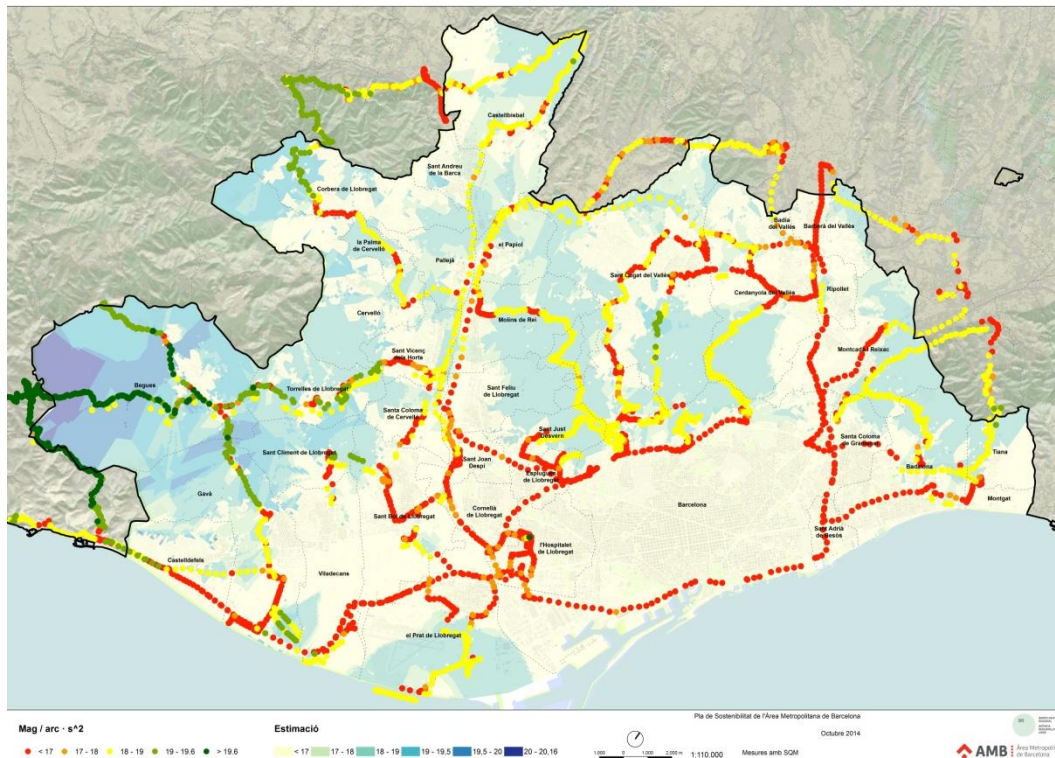 Castellbisbal
Sant Andreu
de la Barca
Corbera de Llobregat
la Palma
de Cervelló
el Papiol
Pallejà
Badia
del Vallès
Barberà del Vallès
Sant Cugat del Vallès
Cerdanyola del Vallès
Ripollet
Cervelló
Molins de Rei
Montcada i Reixac
Sant Vicenç
dels Horts
Begues
Torrelles de Llobregat
Sant Feliu
de Llobregat
Santa Coloma
de Cervelló
Sant Just
Desvern
Santa Coloma
de Gramenet
Sant Climent de Llobregat
Sant Joan
Despí
Esplugues
de Llobregat
Badalona
Tiana
Gavà
Montgat
Sant Boi de Llobregat
Cornellà
de Llobregat
Barcelona
Sant Adrià
de Besòs
l'Hospitalet
de Llobregat
Castelldefels
Viladecans
el Prat de Llobregat
Pla de Sostenibilitat de l'Àrea Metropolitana de Barcelona
Octubre 2014
Mag / arc · s^2
< 17 17 - 18 18 - 19 19 - 19.6 > 19.6
Estimació
< 17 17 - 18 18 - 19 19 - 19,5 19,5 - 20 20 - 20,16
1.000 0 1.000 2.000 m
1:110.000
Mesures amb SQM
AMB Àrea Metropolitana
de Barcelona